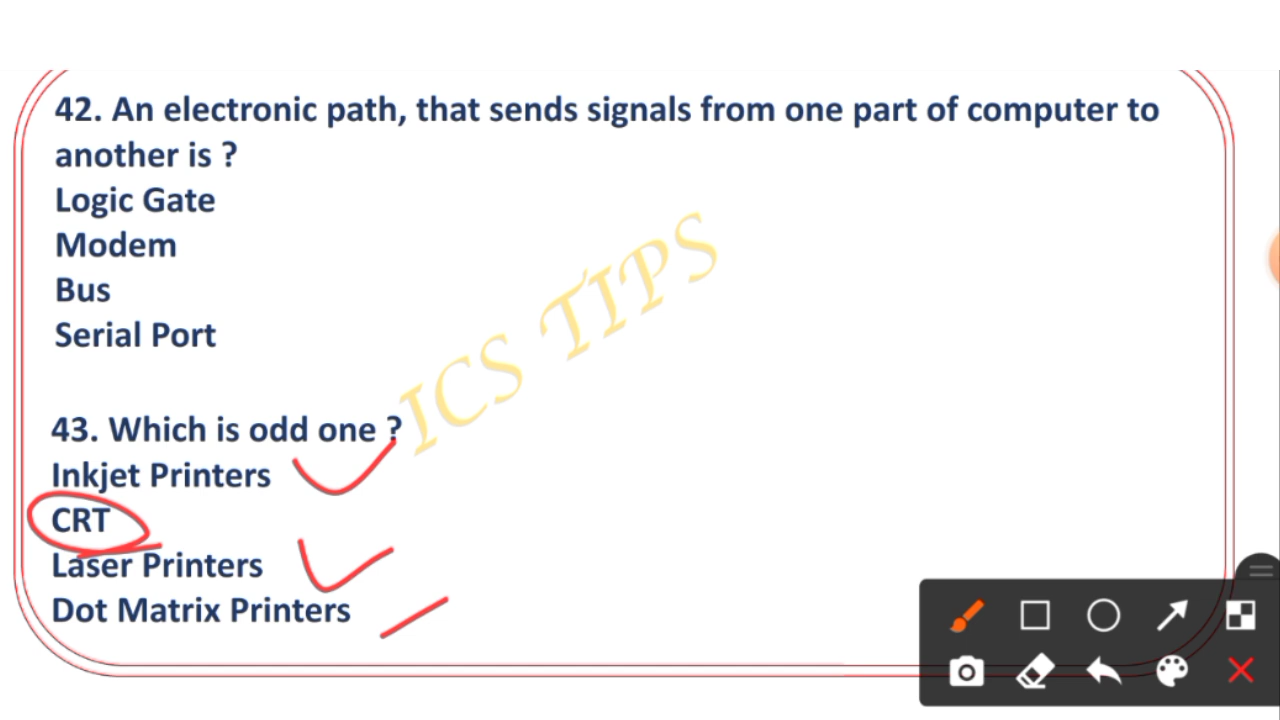 42. An electronic path, that sends signals from one part of computer to
another is ?
Logic Gate
Modem
Bus
Serial Port
ICS TIPS
43. Which is odd one ?
Inkjet Printers
CRT
Laser Printers
Dot Matrix Printers